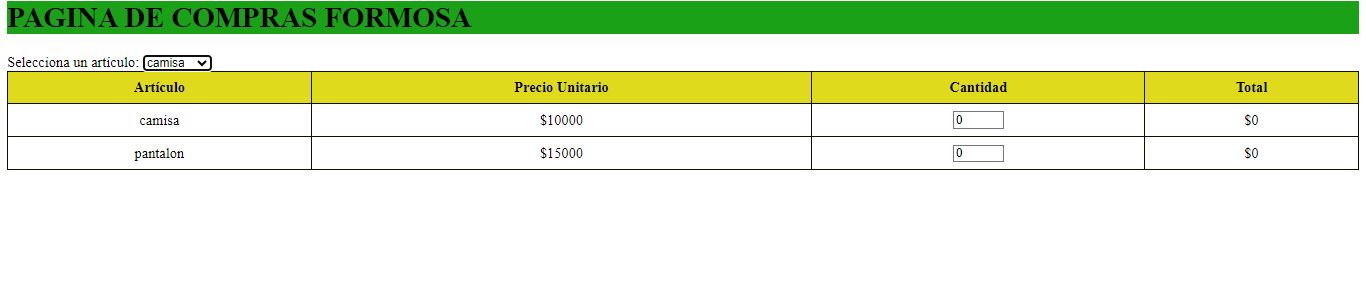 PAGINA DE COMPRAS FORMOSA
Selecciona un artículo: camisa
Artículo Precio Unitario Cantidad Total
camisa $10000 0 $0
pantalon $15000 0 $0